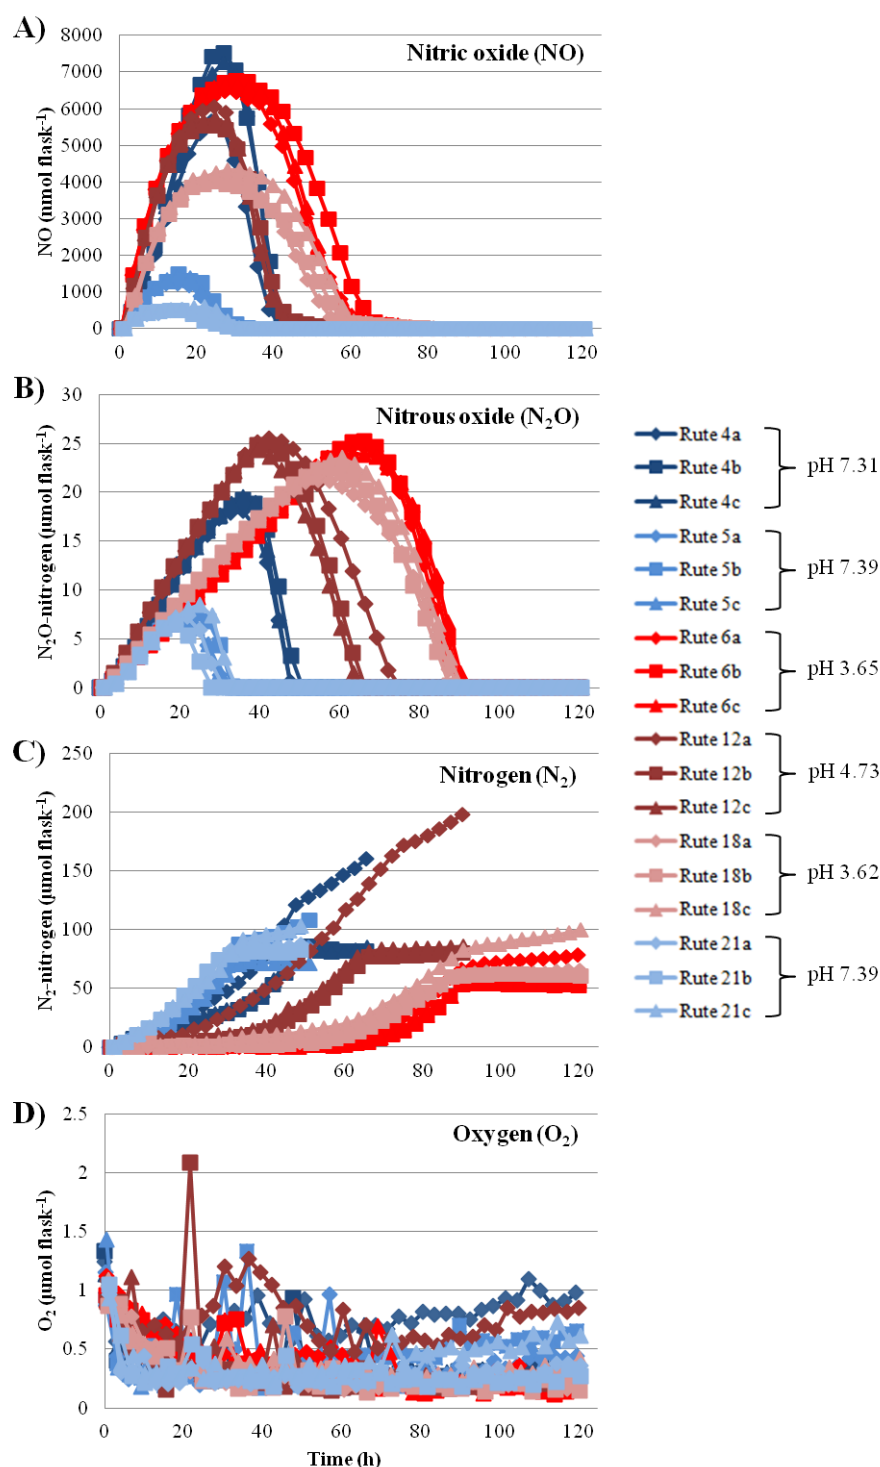 A)
Nitric oxide (NO)
NO (nmol flask⁻¹)
8000
7000
6000
5000
4000
3000
2000
1000
0
0 20 40 60 80 100 120
B)
Nitrous oxide (N₂O)
N₂O-nitrogen (µmol flask⁻¹)
30
25
20
15
10
5
0
0 20 40 60 80 100 120
C)
Nitrogen (N₂)
N₂-nitrogen (µmol flask⁻¹)
250
200
150
100
50
0
0 20 40 60 80 100 120
D)
Oxygen (O₂)
O₂ (µmol flask⁻¹)
2.5
2
1.5
1
0.5
0
0 20 40 60 80 100 120
Time (h)
Rute 4a
Rute 4b
Rute 4c
pH 7.31
Rute 5a
Rute 5b
Rute 5c
pH 7.39
Rute 6a
Rute 6b
Rute 6c
pH 3.65
Rute 12a
Rute 12b
Rute 12c
pH 4.73
Rute 18a
Rute 18b
Rute 18c
pH 3.62
Rute 21a
Rute 21b
Rute 21c
pH 7.39